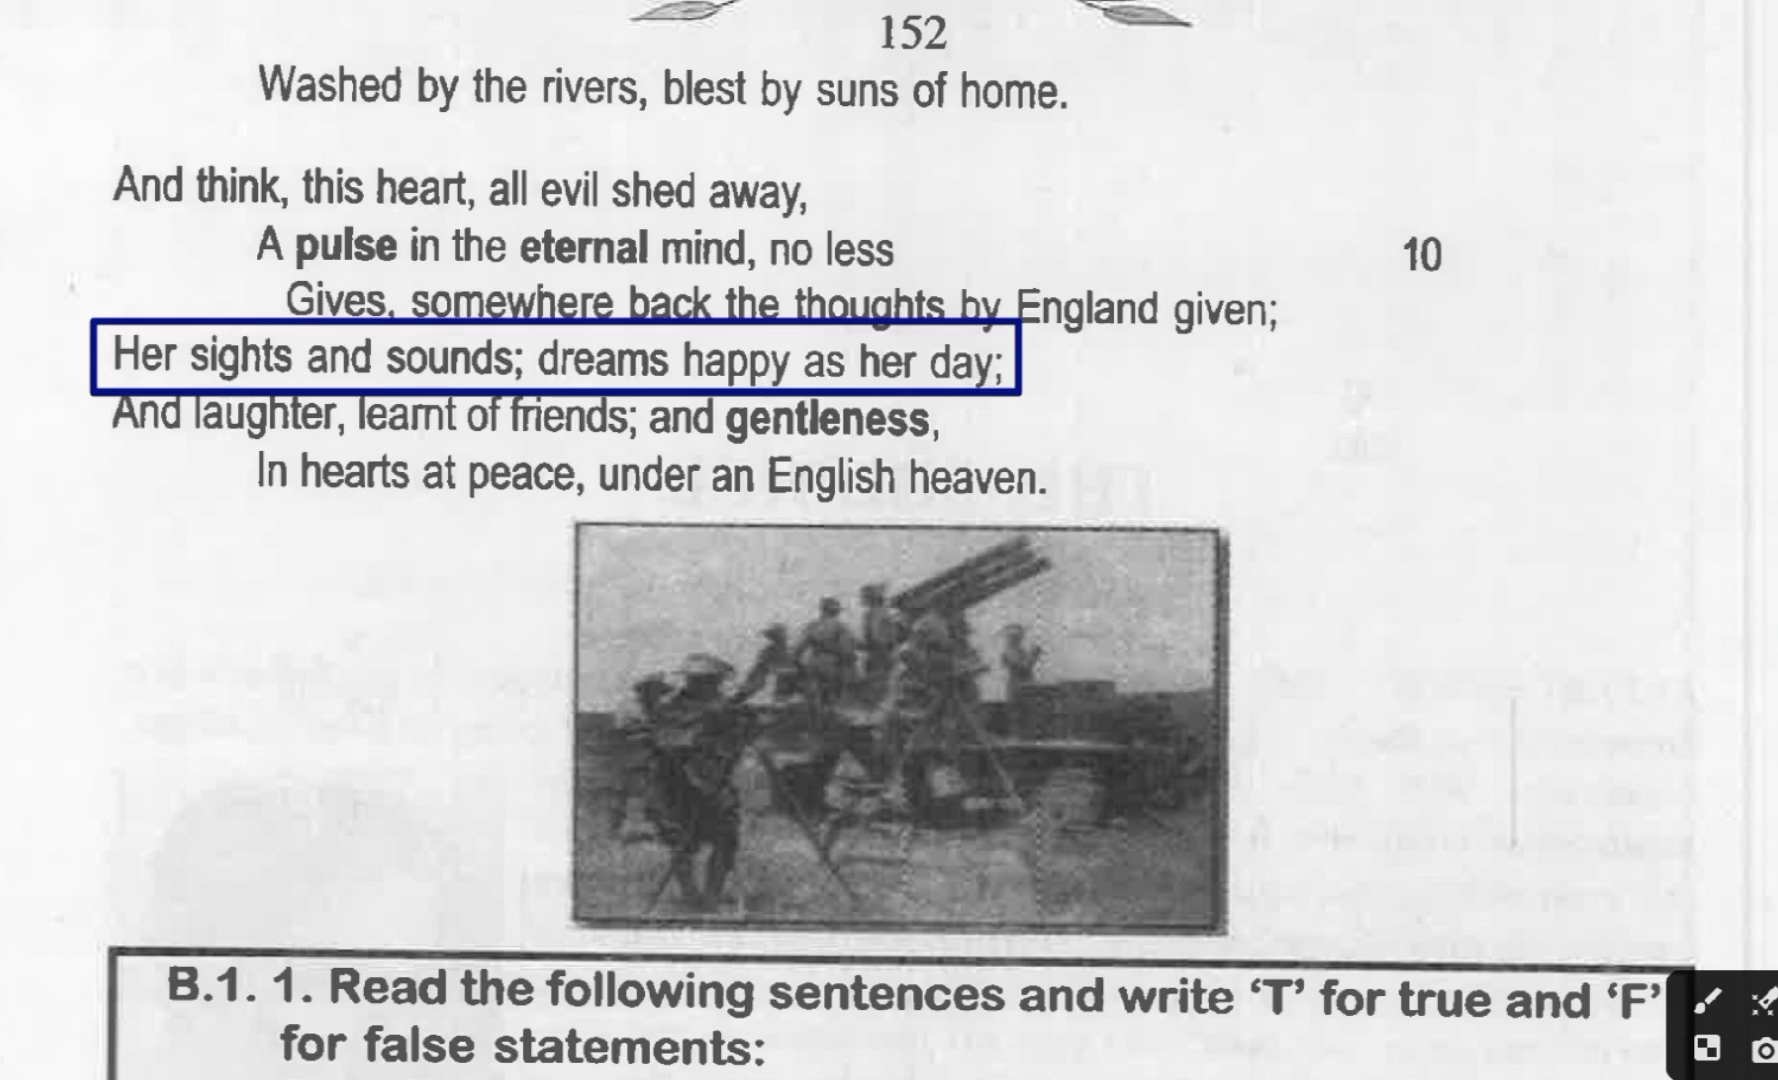 152
Washed by the rivers, blest by suns of home.
And think, this heart, all evil shed away,
A pulse in the eternal mind, no less
10
Gives, somewhere back the thoughts by England given;
Her sights and sounds; dreams happy as her day;
And laughter, learnt of friends; and gentleness,
In hearts at peace, under an English heaven.
B.1. 1. Read the following sentences and write ‘T’ for true and ‘F’
for false statements: